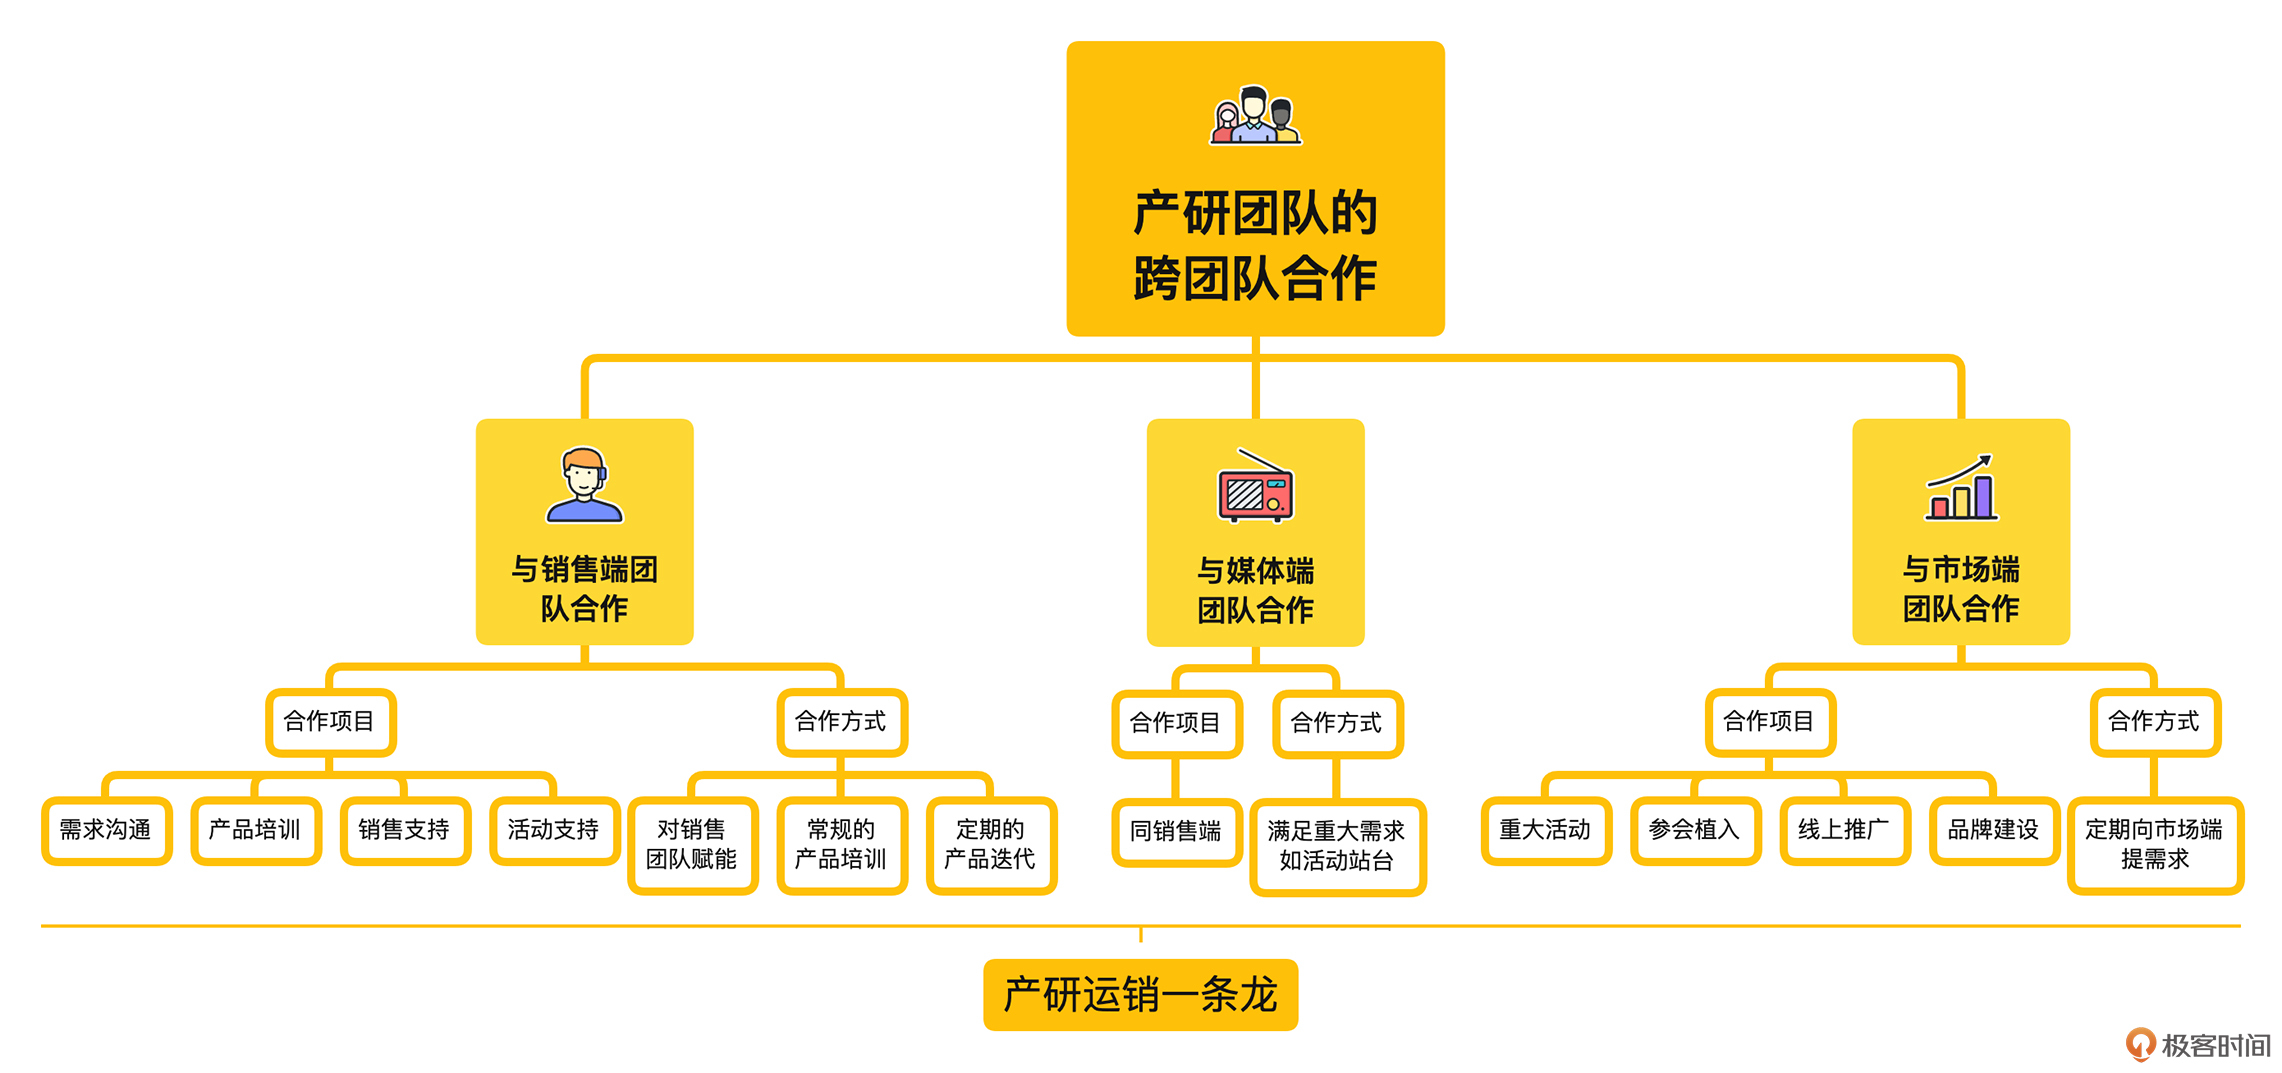 产研团队的
跨团队合作
与销售端团
队合作
与媒体端
团队合作
与市场端
团队合作
合作项目
合作方式
合作项目
合作方式
合作项目
合作方式
需求沟通
产品培训
销售支持
活动支持
对销售
团队赋能
常规的
产品培训
定期的
产品迭代
同销售端
满足重大需求
如活动站台
重大活动
参会植入
线上推广
品牌建设
定期向市场端
提需求
产研运销一条龙
极客时间